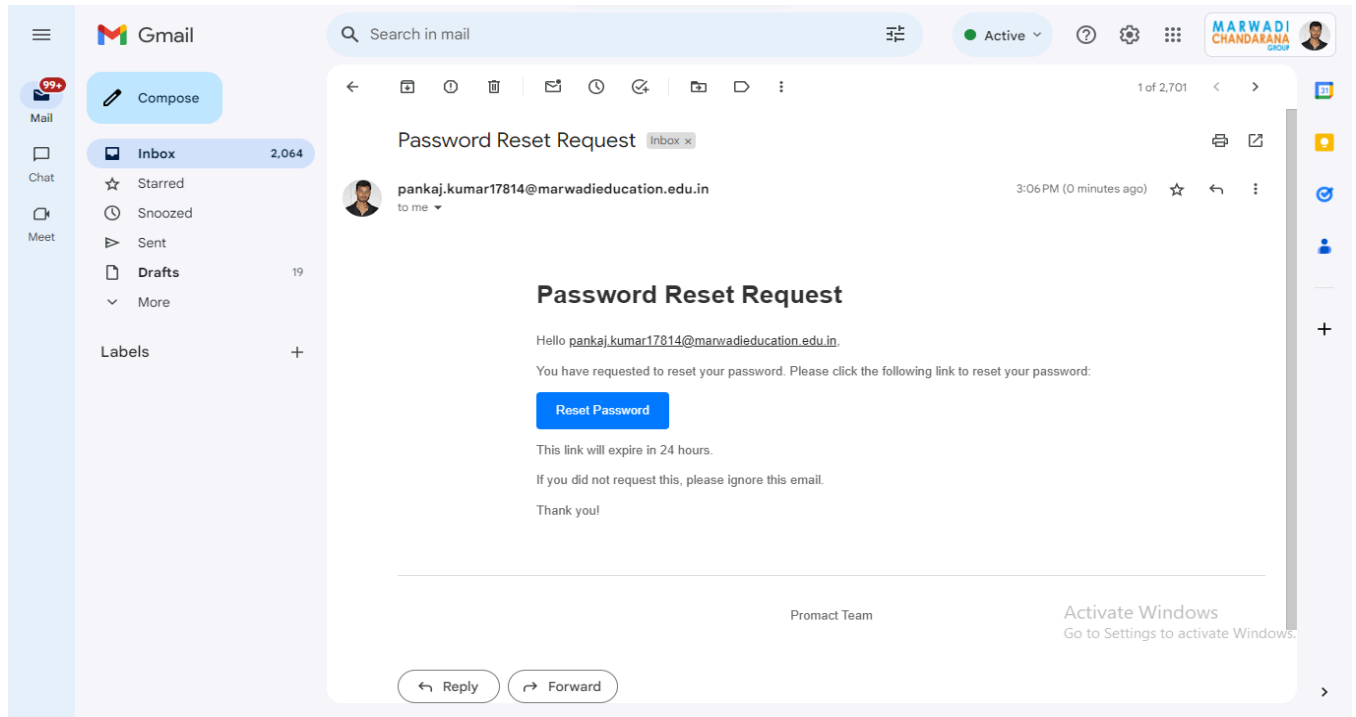 Gmail
Search in mail
Active
MARWADI
CHANDARANA
GROUP
99+
Mail
Chat
Meet
Compose
Inbox 2,064
Starred
Snoozed
Sent
Drafts 19
More
Labels
1 of 2,701
31
Password Reset Request Inbox ×
pankaj.kumar17814@marwadieducation.edu.in 3:06 PM (0 minutes ago)
to me
Password Reset Request
Hello pankaj.kumar17814@marwadieducation.edu.in,
You have requested to reset your password. Please click the following link to reset your password:
Reset Password
This link will expire in 24 hours.
If you did not request this, please ignore this email.
Thank you!
Promact Team
Activate Windows
Go to Settings to activate Windows.
Reply Forward